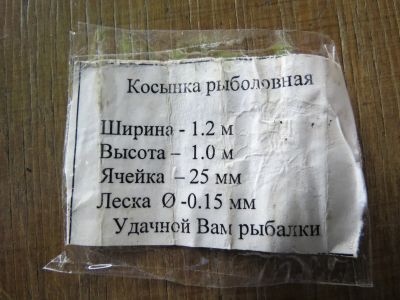 Косынка рыболовная
Ширина - 1.2 м
Высота – 1.0 м
Ячейка – 25 мм
Леска Ø -0.15 мм
Удачной Вам рыбалки